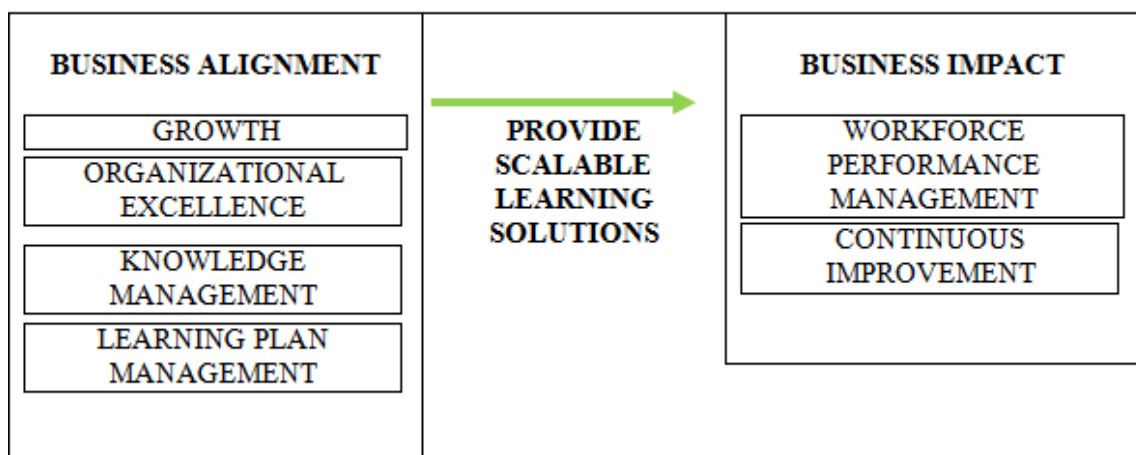 BUSINESS ALIGNMENT
GROWTH
ORGANIZATIONAL
EXCELLENCE
KNOWLEDGE
MANAGEMENT
LEARNING PLAN
MANAGEMENT
PROVIDE
SCALABLE
LEARNING
SOLUTIONS
BUSINESS IMPACT
WORKFORCE
PERFORMANCE
MANAGEMENT
CONTINUOUS
IMPROVEMENT